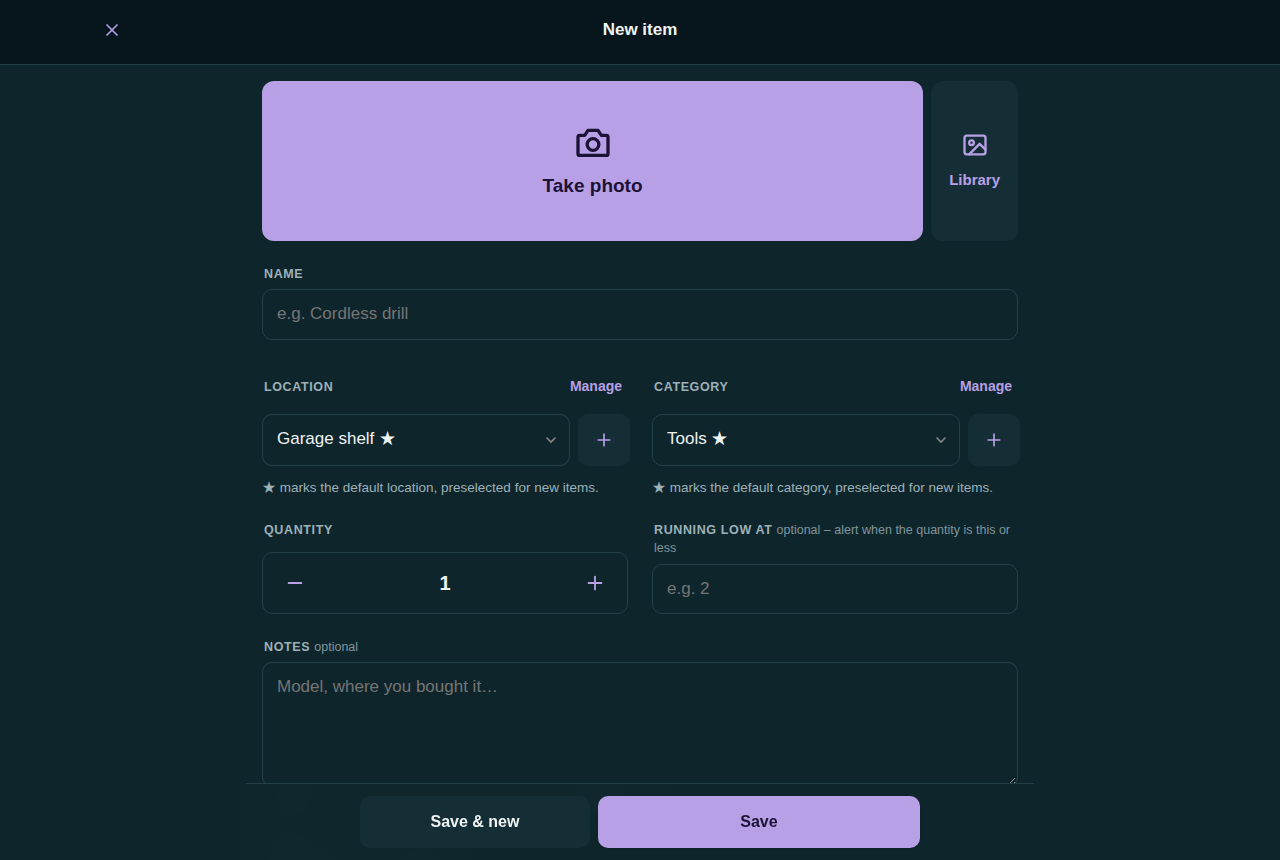 New item
Take photo
Library
NAME
e.g. Cordless drill
LOCATION Manage
CATEGORY Manage
Garage shelf ★
Tools ★
★ marks the default location, preselected for new items.
★ marks the default category, preselected for new items.
QUANTITY
1
RUNNING LOW AT optional – alert when the quantity is this or
less
e.g. 2
NOTES optional
Model, where you bought it…
Save & new
Save